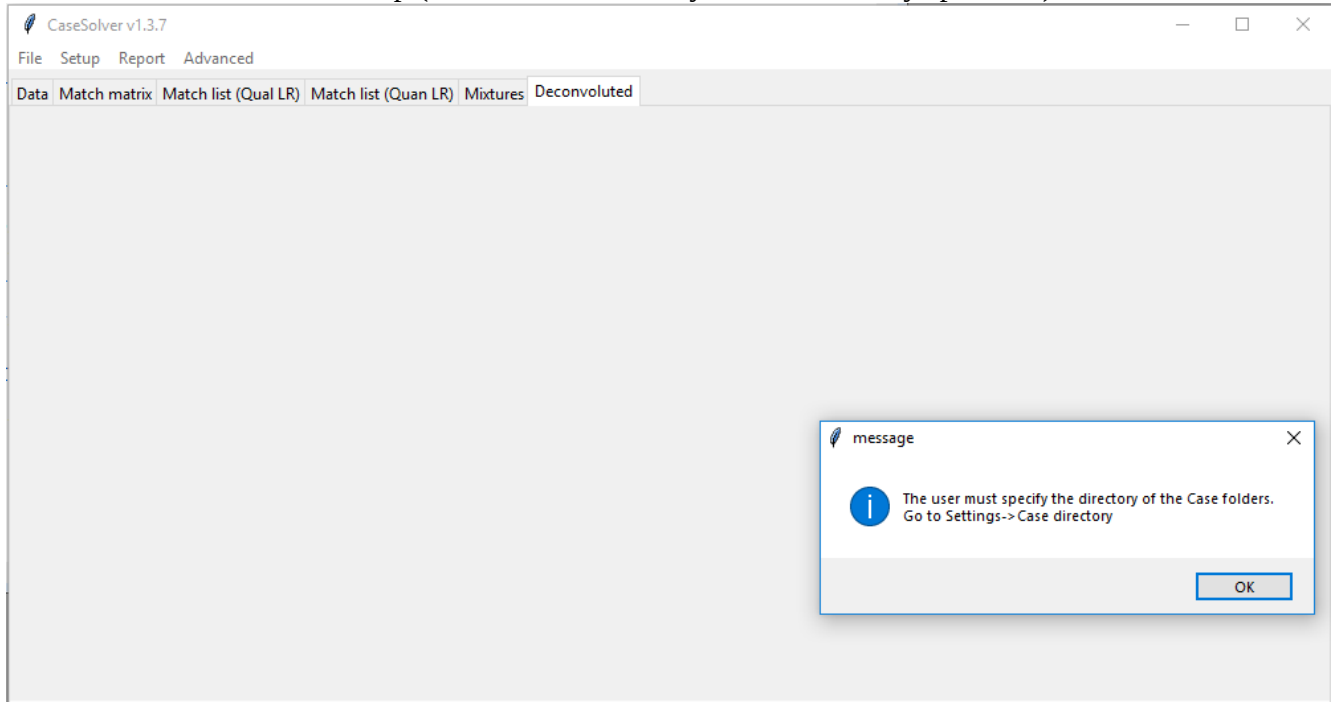 CaseSolver v1.3.7
File Setup Report Advanced
Data Match matrix Match list (Qual LR) Match list (Quan LR) Mixtures Deconvoluted
message
The user must specify the directory of the Case folders.
Go to Settings->Case directory
OK